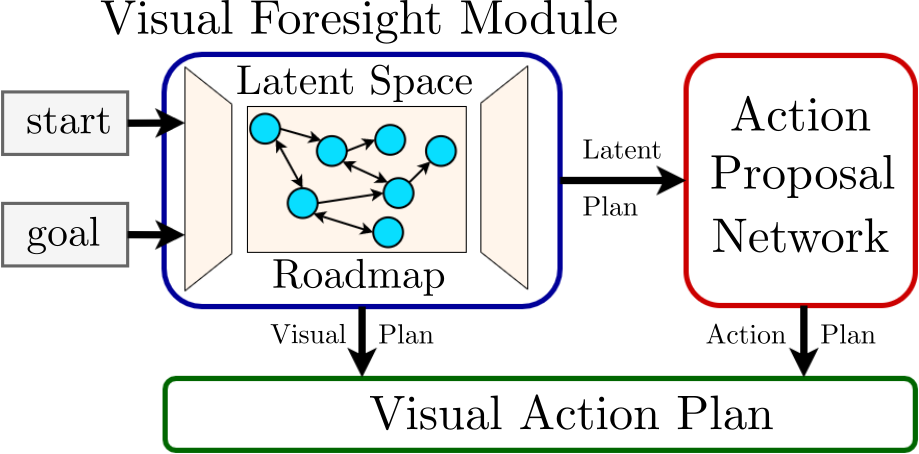 Visual Foresight Module
Latent Space
start
goal
Roadmap
Latent
Plan
Action
Proposal
Network
Visual Plan
Action Plan
Visual Action Plan